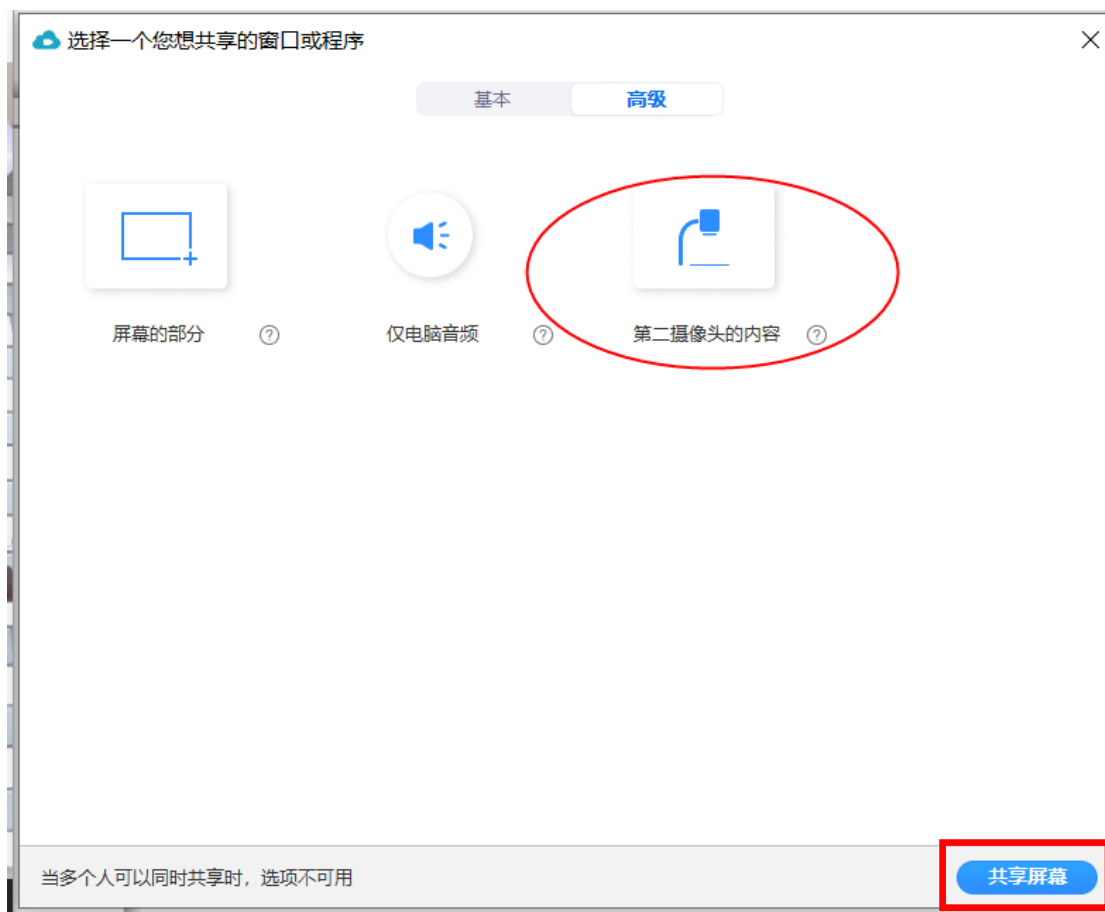 选择一个您想共享的窗口或程序
基本 高级
屏幕的部分 仅电脑音频 第二摄像头的内容
当多个人可以同时共享时，选项不可用
共享屏幕